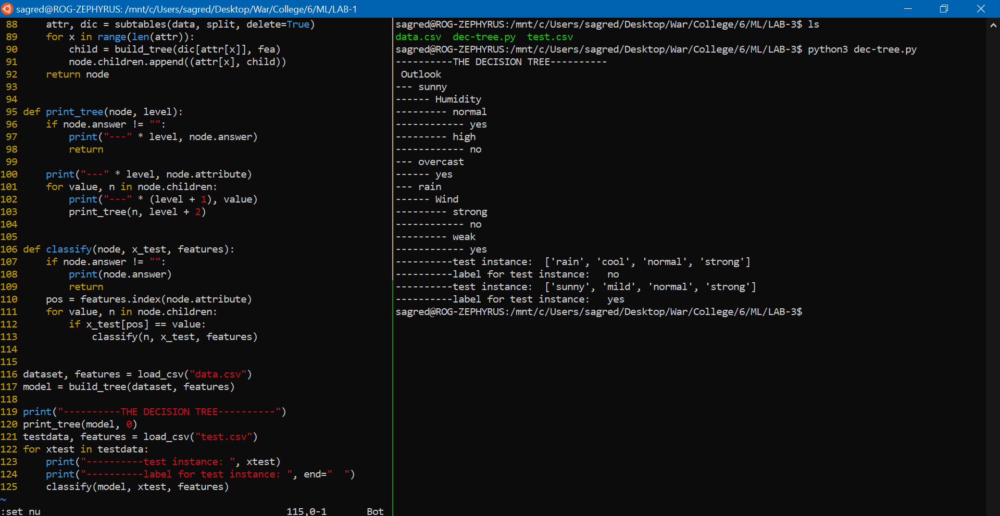 sagred@ROG-ZEPHYRUS: /mnt/c/Users/sagred/Desktop/War/College/6/ML/LAB-1
88     attr, dic = subtables(data, split, delete=True)
89     for x in range(len(attr)):
90         child = build_tree(dic[attr[x]], fea)
91         node.children.append((attr[x], child))
92     return node
93
94
95 def print_tree(node, level):
96     if node.answer != "":
97         print("---" * level, node.answer)
98         return
99
100     print("---" * level, node.attribute)
101     for value, n in node.children:
102         print("---" * (level + 1), value)
103         print_tree(n, level + 2)
104
105
106 def classify(node, x_test, features):
107     if node.answer != "":
108         print(node.answer)
109         return
110     pos = features.index(node.attribute)
111     for value, n in node.children:
112         if x_test[pos] == value:
113             classify(n, x_test, features)
114
115
116 dataset, features = load_csv("data.csv")
117 model = build_tree(dataset, features)
118
119 print("----------THE DECISION TREE----------")
120 print_tree(model, 0)
121 testdata, features = load_csv("test.csv")
122 for xtest in testdata:
123     print("----------test instance: ", xtest)
124     print("----------label for test instance: ", end="  ")
125     classify(model, xtest, features)
~
:set nu                                           115,0-1       Bot
sagred@ROG-ZEPHYRUS:/mnt/c/Users/sagred/Desktop/War/College/6/ML/LAB-3$ ls
data.csv  dec-tree.py  test.csv
sagred@ROG-ZEPHYRUS:/mnt/c/Users/sagred/Desktop/War/College/6/ML/LAB-3$ python3 dec-tree.py
----------THE DECISION TREE----------
 Outlook
--- sunny
------ Humidity
--------- normal
------------ yes
--------- high
------------ no
--- overcast
------ yes
--- rain
------ Wind
--------- strong
------------ no
--------- weak
------------ yes
----------test instance:  ['rain', 'cool', 'normal', 'strong']
----------label for test instance:   no
----------test instance:  ['sunny', 'mild', 'normal', 'strong']
----------label for test instance:   yes
sagred@ROG-ZEPHYRUS:/mnt/c/Users/sagred/Desktop/War/College/6/ML/LAB-3$